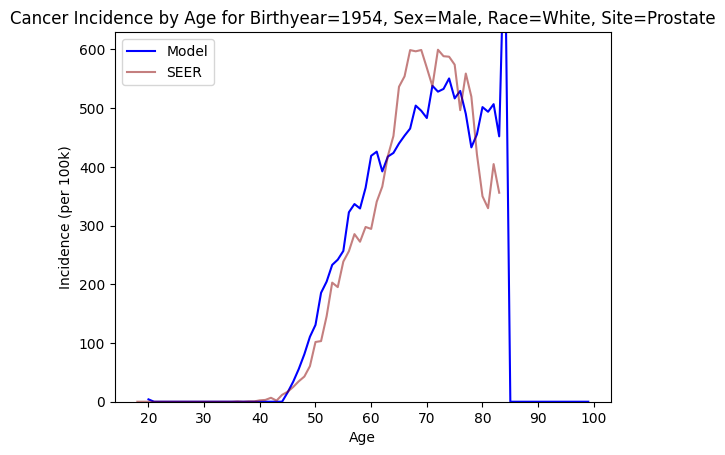 Cancer Incidence by Age for Birthyear=1954, Sex=Male, Race=White, Site=Prostate
Model
SEER
Incidence (per 100k)
600
500
400
300
200
100
0
20 30 40 50 60 70 80 90 100
Age